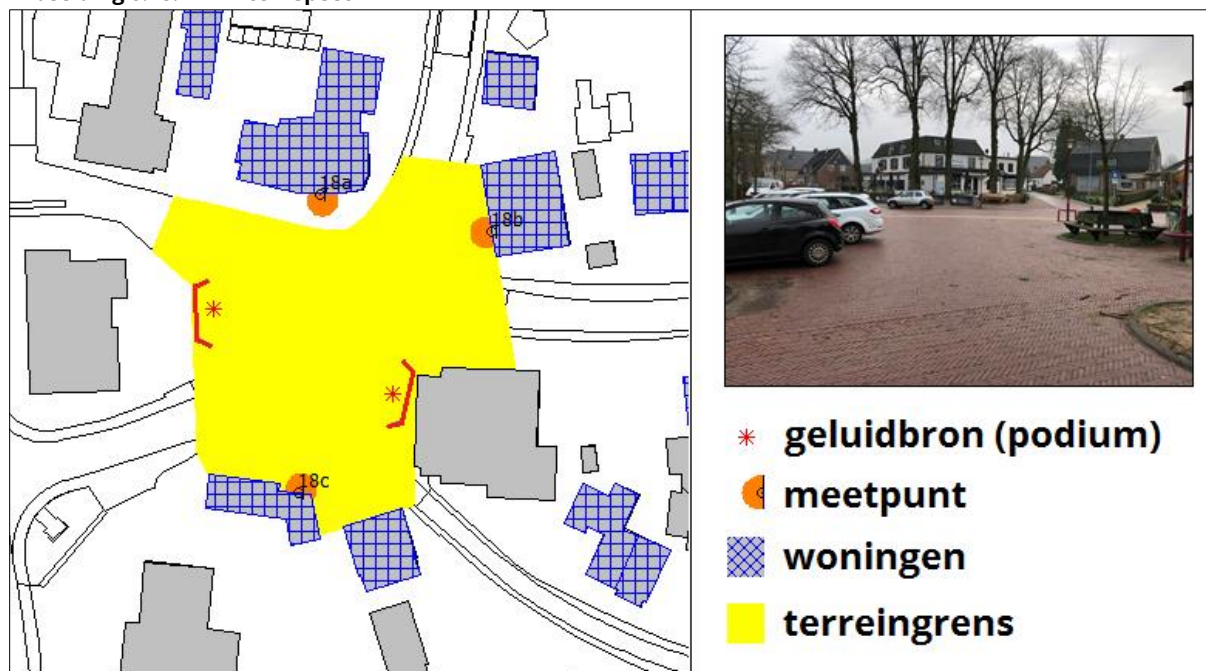 18a
18b
18c
geluidbron (podium)
meetpunt
woningen
terreingrens